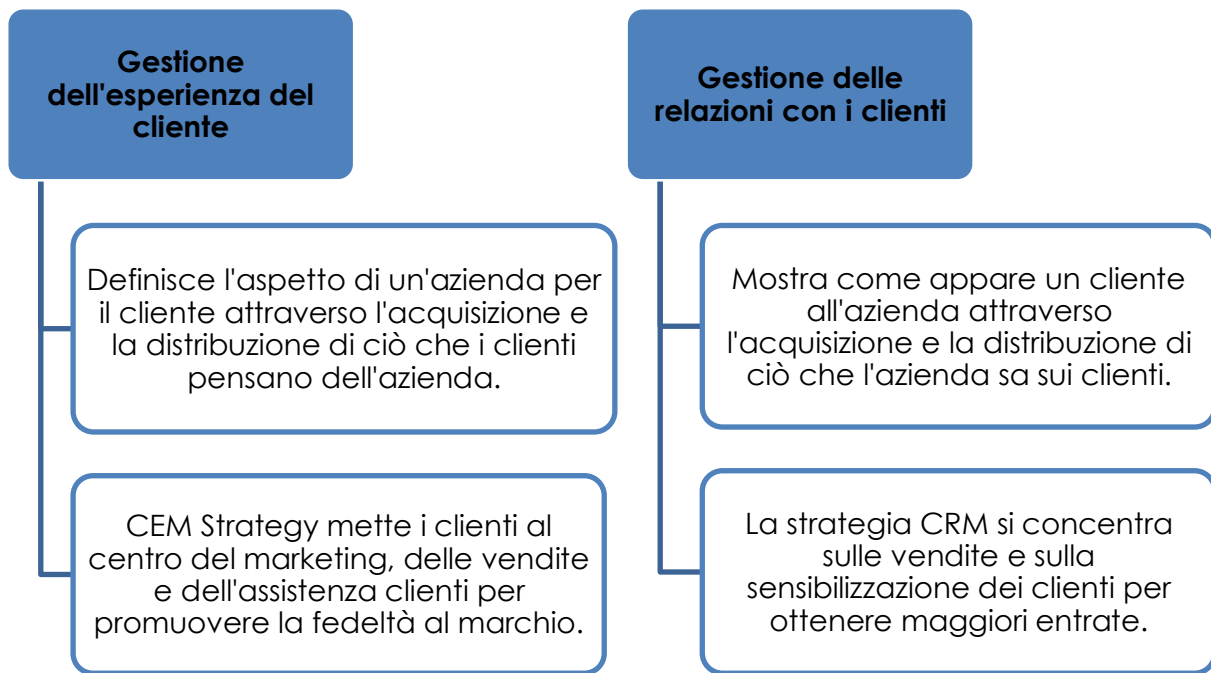 Gestione
dell'esperienza del
cliente
Definisce l'aspetto di un'azienda per
il cliente attraverso l'acquisizione e
la distribuzione di ciò che i clienti
pensano dell'azienda.
CEM Strategy mette i clienti al
centro del marketing, delle vendite
e dell'assistenza clienti per
promuovere la fedeltà al marchio.
Gestione delle
relazioni con i clienti
Mostra come appare un cliente
all'azienda attraverso
l'acquisizione e la distribuzione di
ciò che l'azienda sa sui clienti.
La strategia CRM si concentra
sulle vendite e sulla
sensibilizzazione dei clienti per
ottenere maggiori entrate.